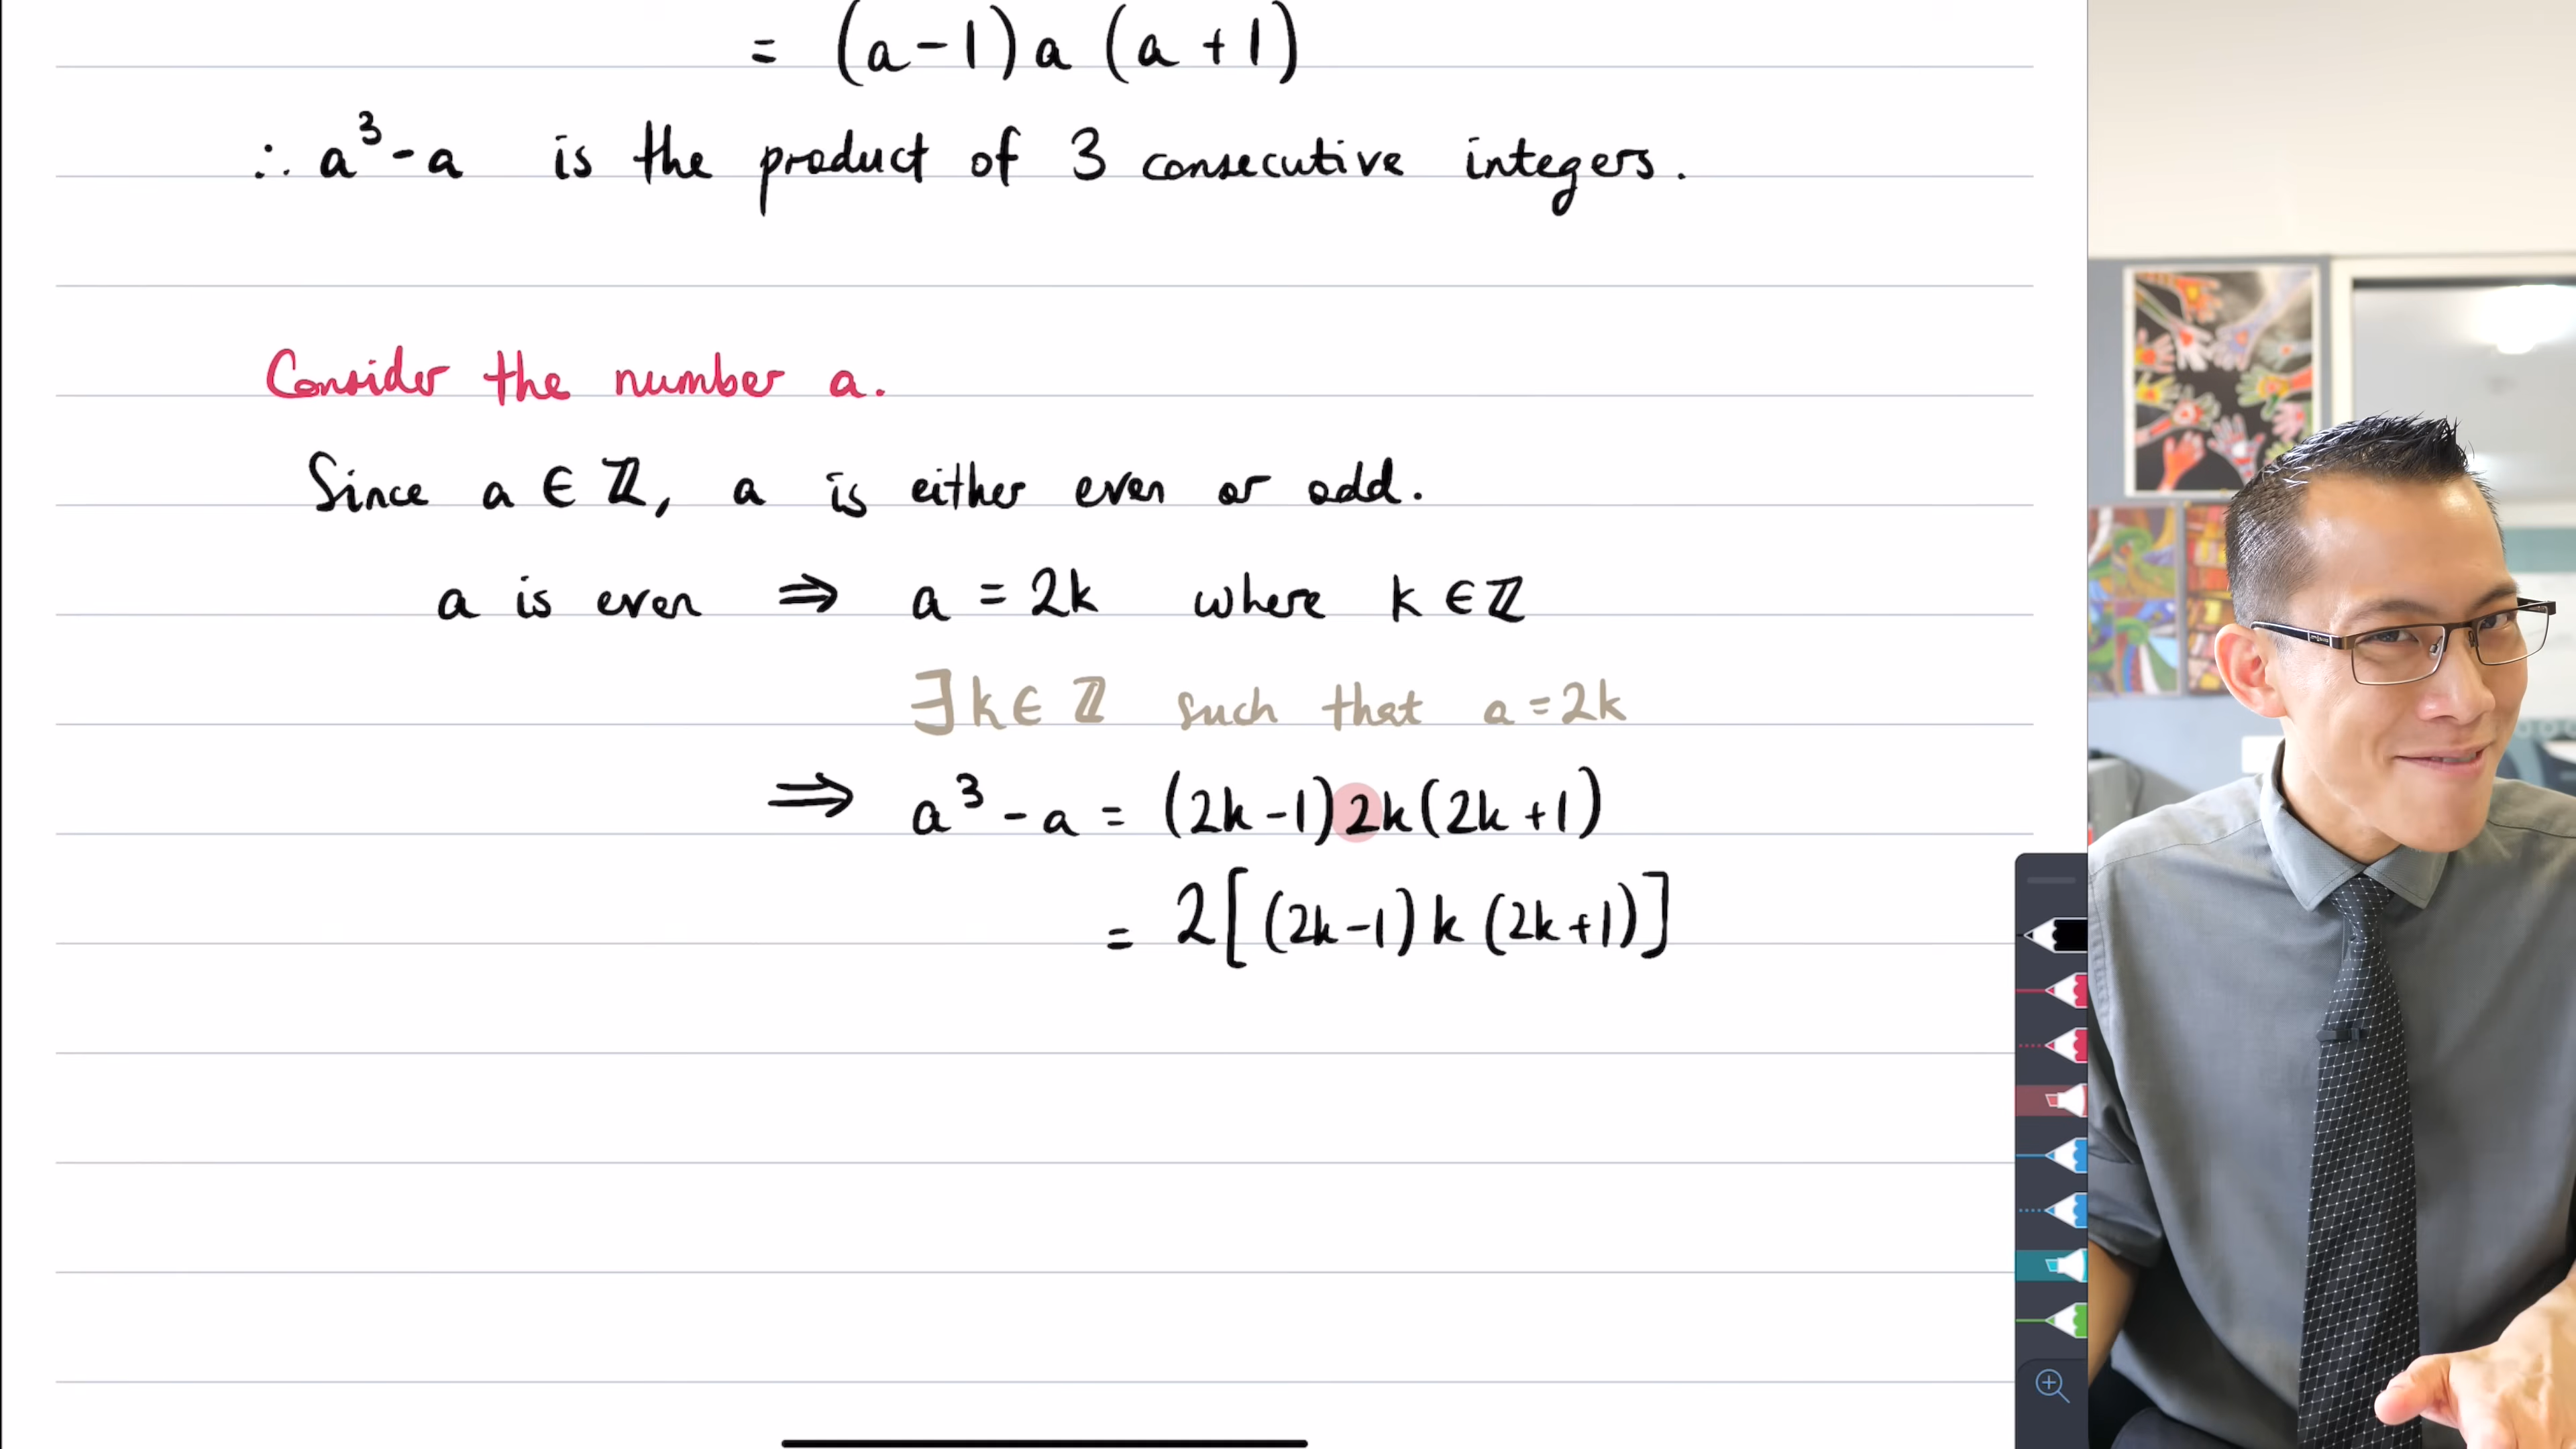 = (a-1)a(a+1)
∴ a³-a is the product of 3 consecutive integers.
Consider the number a.
Since a ∈ ℤ, a is either even or odd.
a is even ⇒ a = 2k where k ∈ ℤ
∃k∈ ℤ such that a=2k
⇒ a³-a = (2k-1)2k(2k+1)
= 2[(2k-1)k(2k+1)]